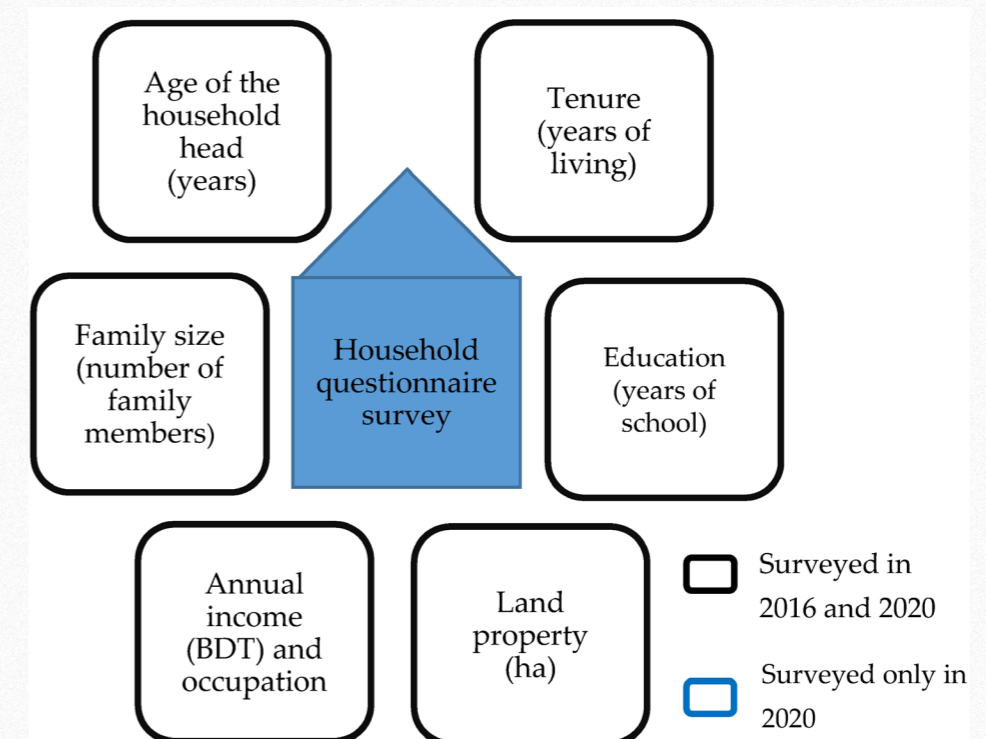 Age of the
household
head
(years)
Tenure
(years of
living)
Family size
(number of
family
members)
Household
questionnaire
survey
Education
(years of
school)
Annual
income
(BDT) and
occupation
Land
property
(ha)
Surveyed in
2016 and 2020
Surveyed only in
2020